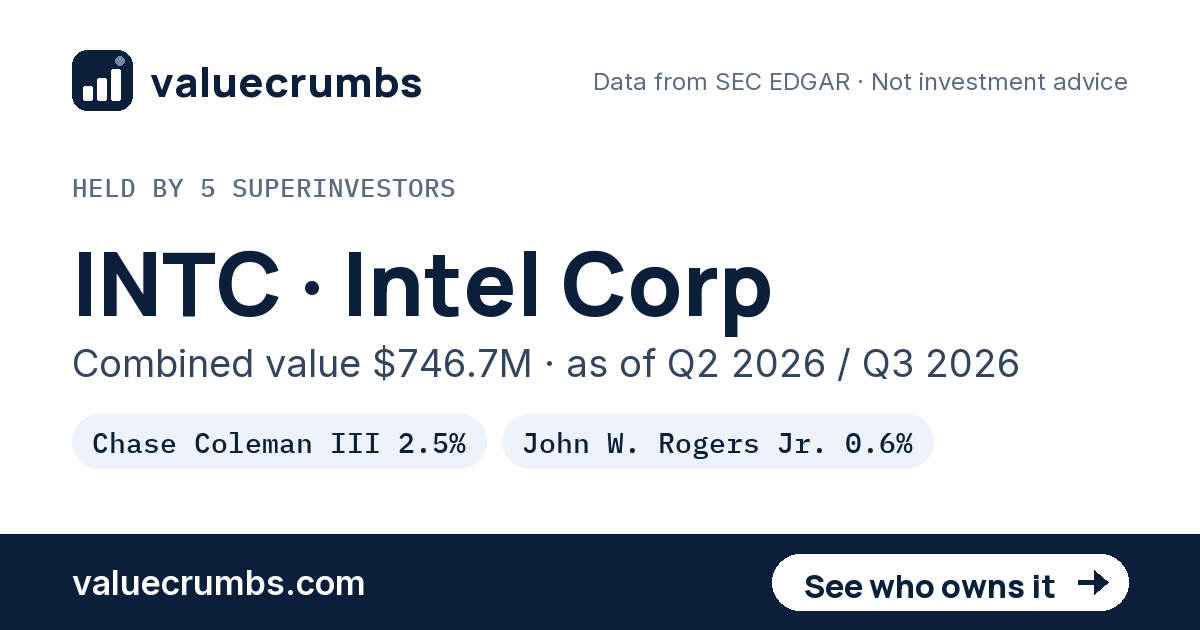 valuecrumbs
Data from SEC EDGAR · Not investment advice
HELD BY 5 SUPERINVESTORS
INTC · Intel Corp
Combined value $746.7M · as of Q2 2026 / Q3 2026
Chase Coleman III 2.5%
John W. Rogers Jr. 0.6%
valuecrumbs.com
See who owns it →